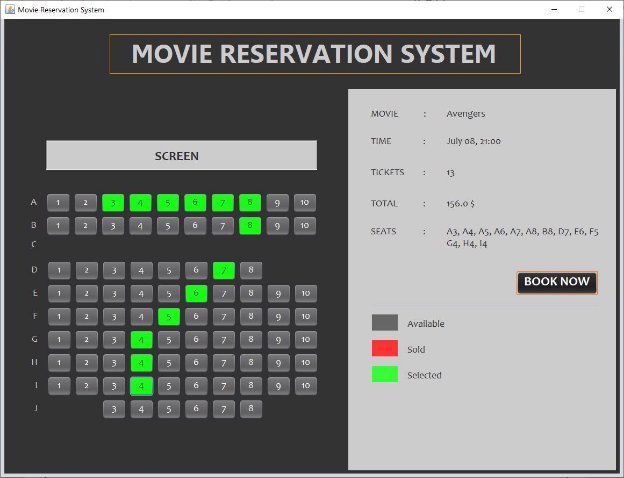 Movie Reservation System
MOVIE RESERVATION SYSTEM
MOVIE : Avengers
TIME : July 08, 21:00
TICKETS : 13
TOTAL : 156.0 $
SEATS : A3, A4, A5, A6, A7, A8, B8, D7, E6, F5
G4, H4, I4
BOOK NOW
Available
Sold
Selected
SCREEN
A 1 2 3 4 5 6 7 8 9 10
B 1 2 3 4 5 6 7 8 9 10
C
D 1 2 3 4 5 6 7 8
E 1 2 3 4 5 6 7 8 9 10
F 1 2 3 4 5 6 7 8 9 10
G 1 2 3 4 5 6 7 8 9 10
H 1 2 3 4 5 6 7 8 9 10
I 1 2 3 4 5 6 7 8 9 10
J 3 4 5 6 7 8